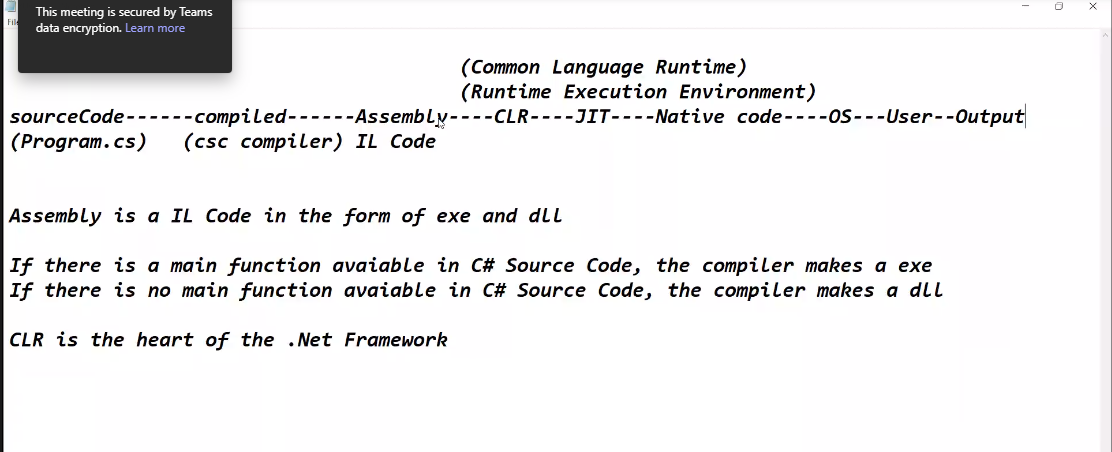 This meeting is secured by Teams
data encryption. Learn more
(Common Language Runtime)
(Runtime Execution Environment)
sourceCode------compiled------Assembly----CLR----JIT----Native code----OS---User--Output
(Program.cs) (csc compiler) IL Code
Assembly is a IL Code in the form of exe and dll
If there is a main function avaiable in C# Source Code, the compiler makes a exe
If there is no main function avaiable in C# Source Code, the compiler makes a dll
CLR is the heart of the .Net Framework